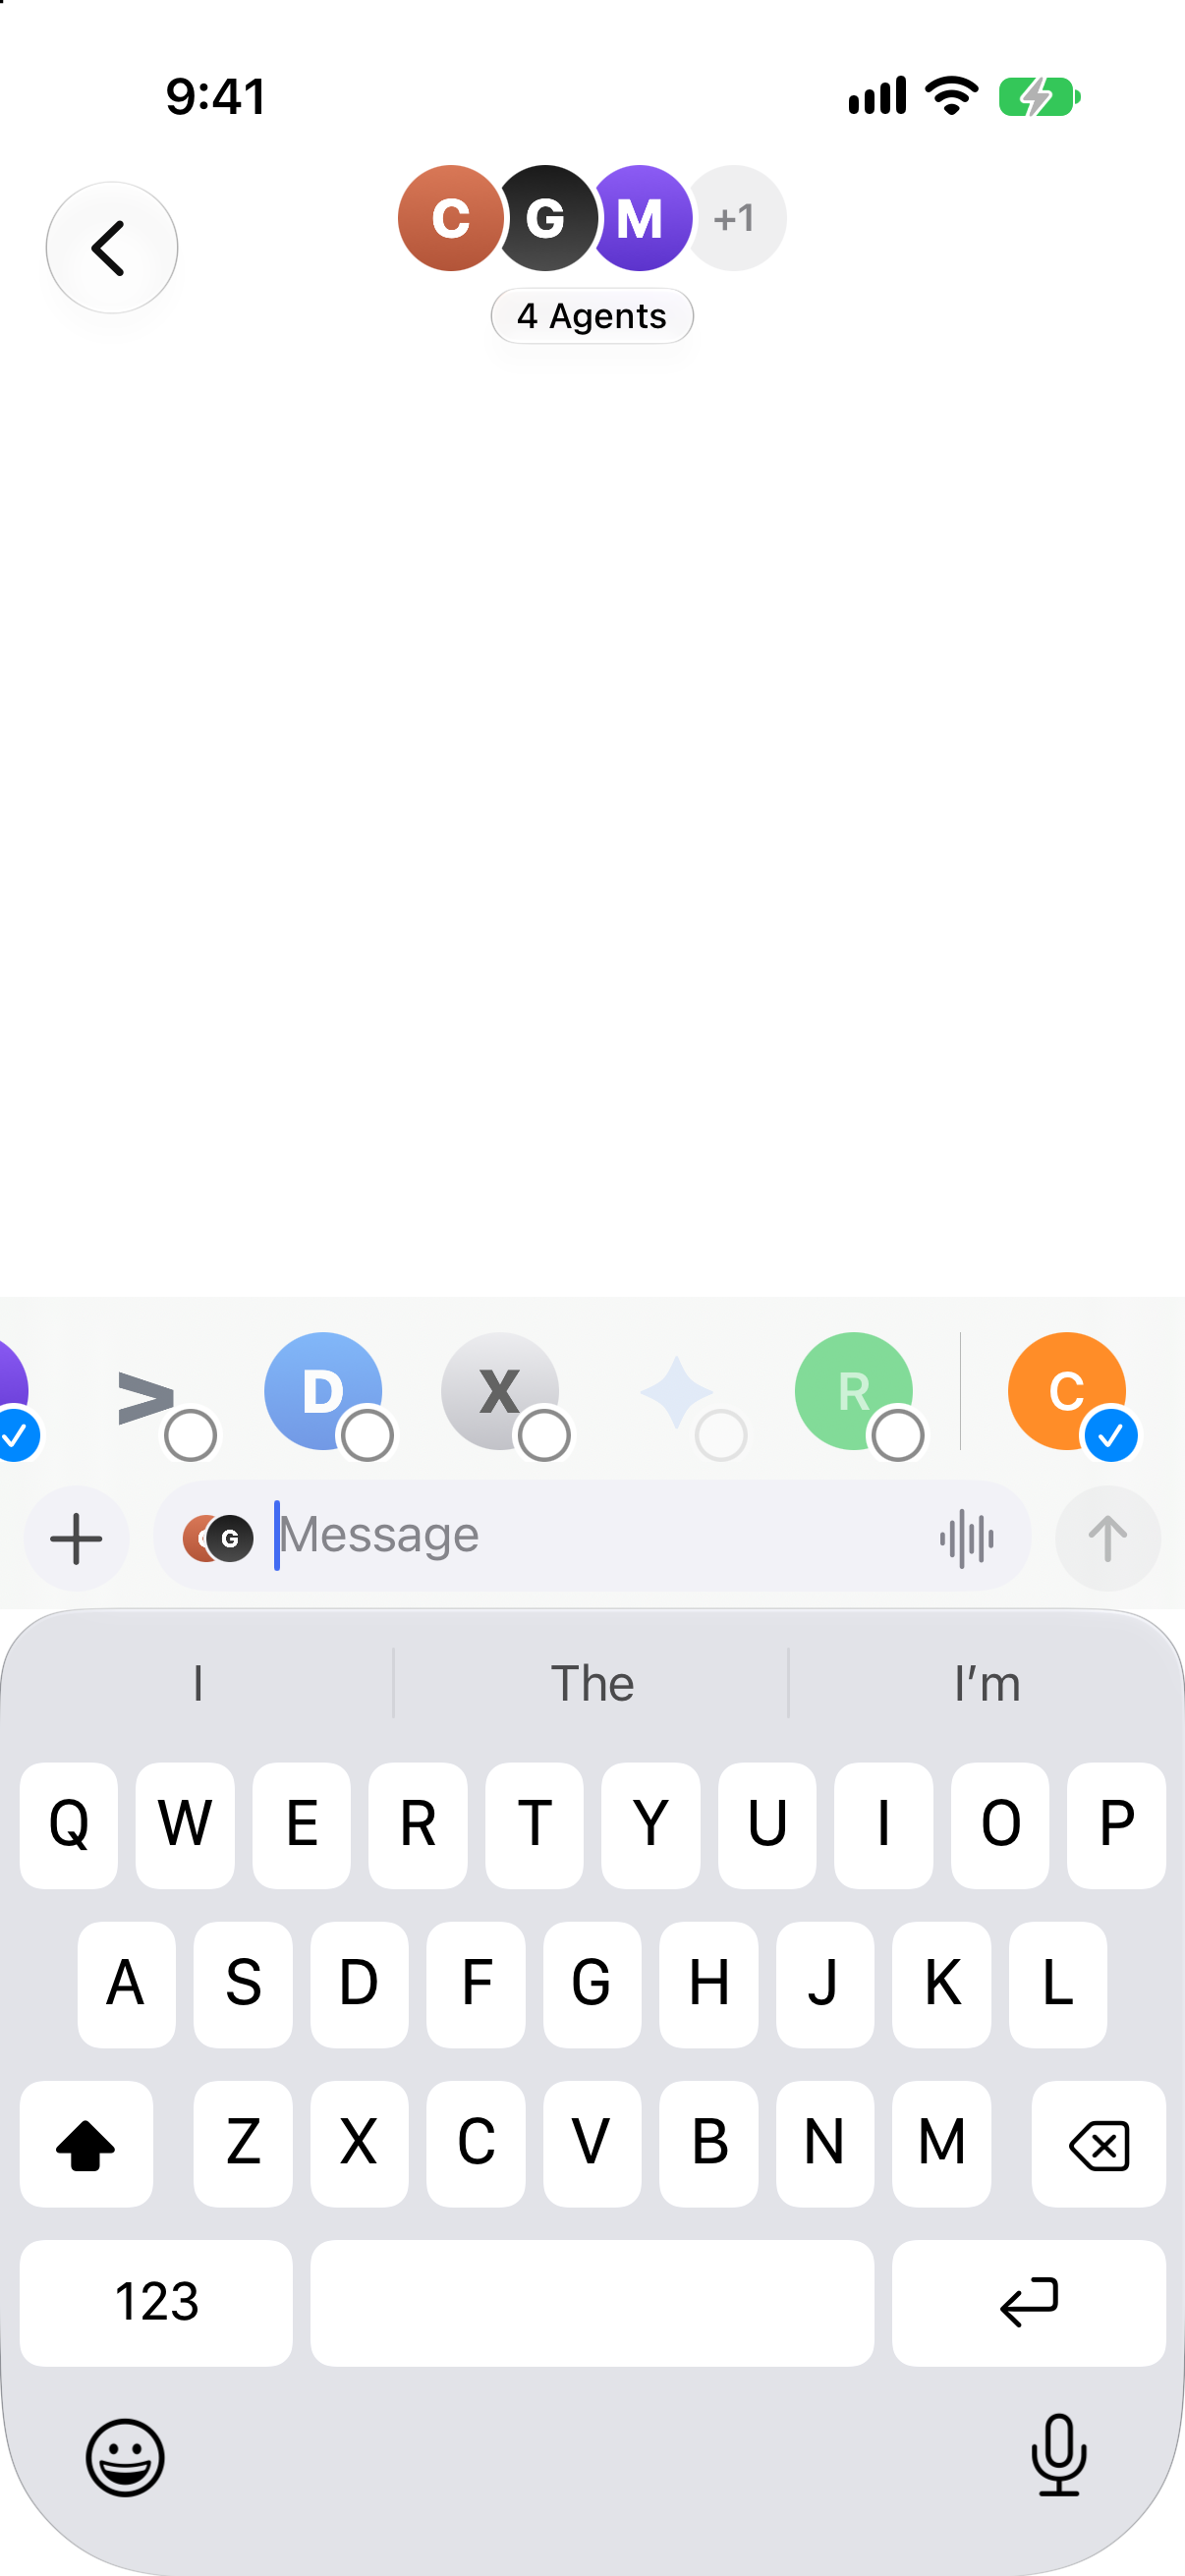 9:41
C G M +1
4 Agents
> D X R C
G Message
I The I’m
Q W E R T Y U I O P
A S D F G H J K L
Z X C V B N M
123